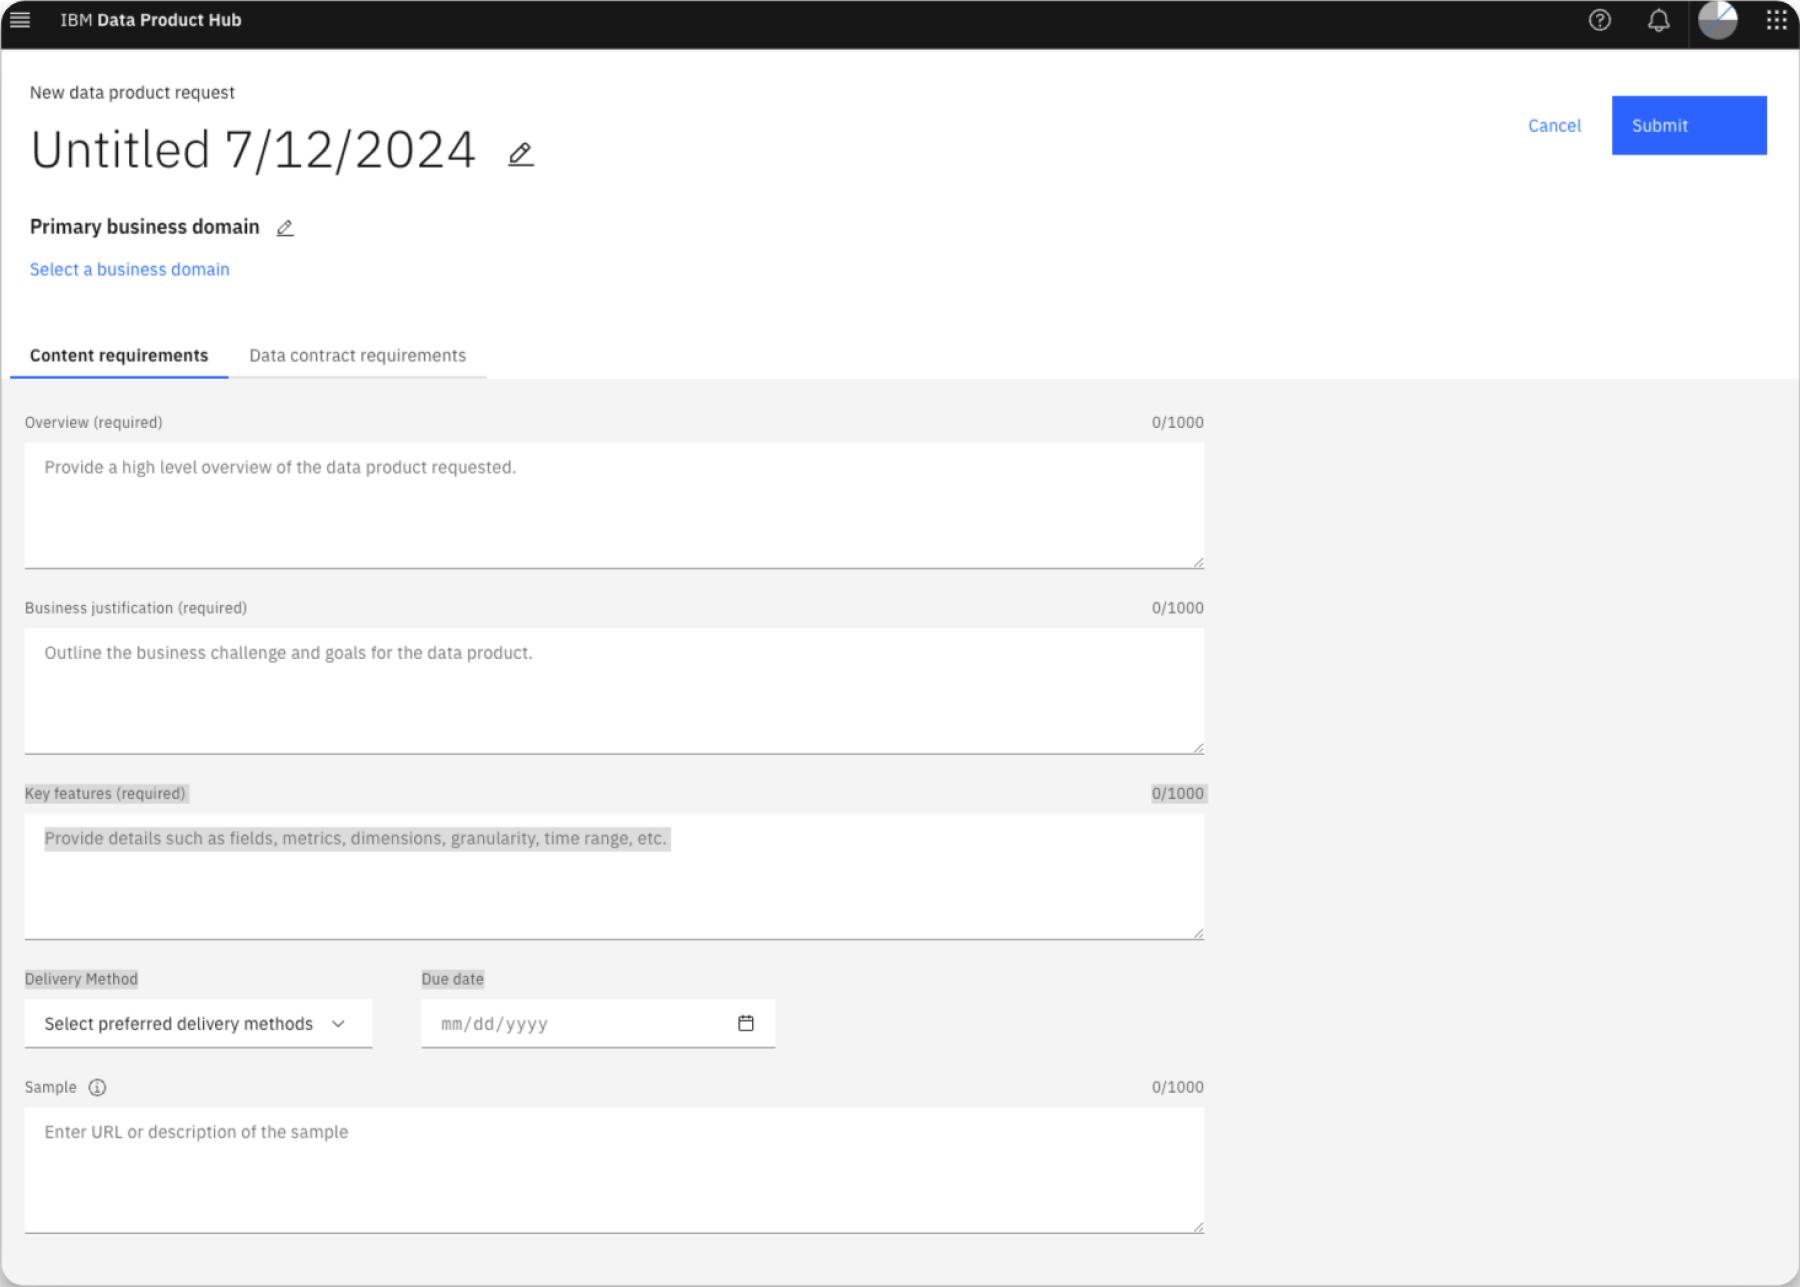 IBM Data Product Hub
New data product request
Untitled 7/12/2024
Cancel
Submit
Primary business domain
Select a business domain
Content requirements
Data contract requirements
Overview (required)
0/1000
Provide a high level overview of the data product requested.
Business justification (required)
0/1000
Outline the business challenge and goals for the data product.
Key features (required)
0/1000
Provide details such as fields, metrics, dimensions, granularity, time range, etc.
Delivery Method
Due date
Select preferred delivery methods
mm/dd/yyyy
Sample
0/1000
Enter URL or description of the sample